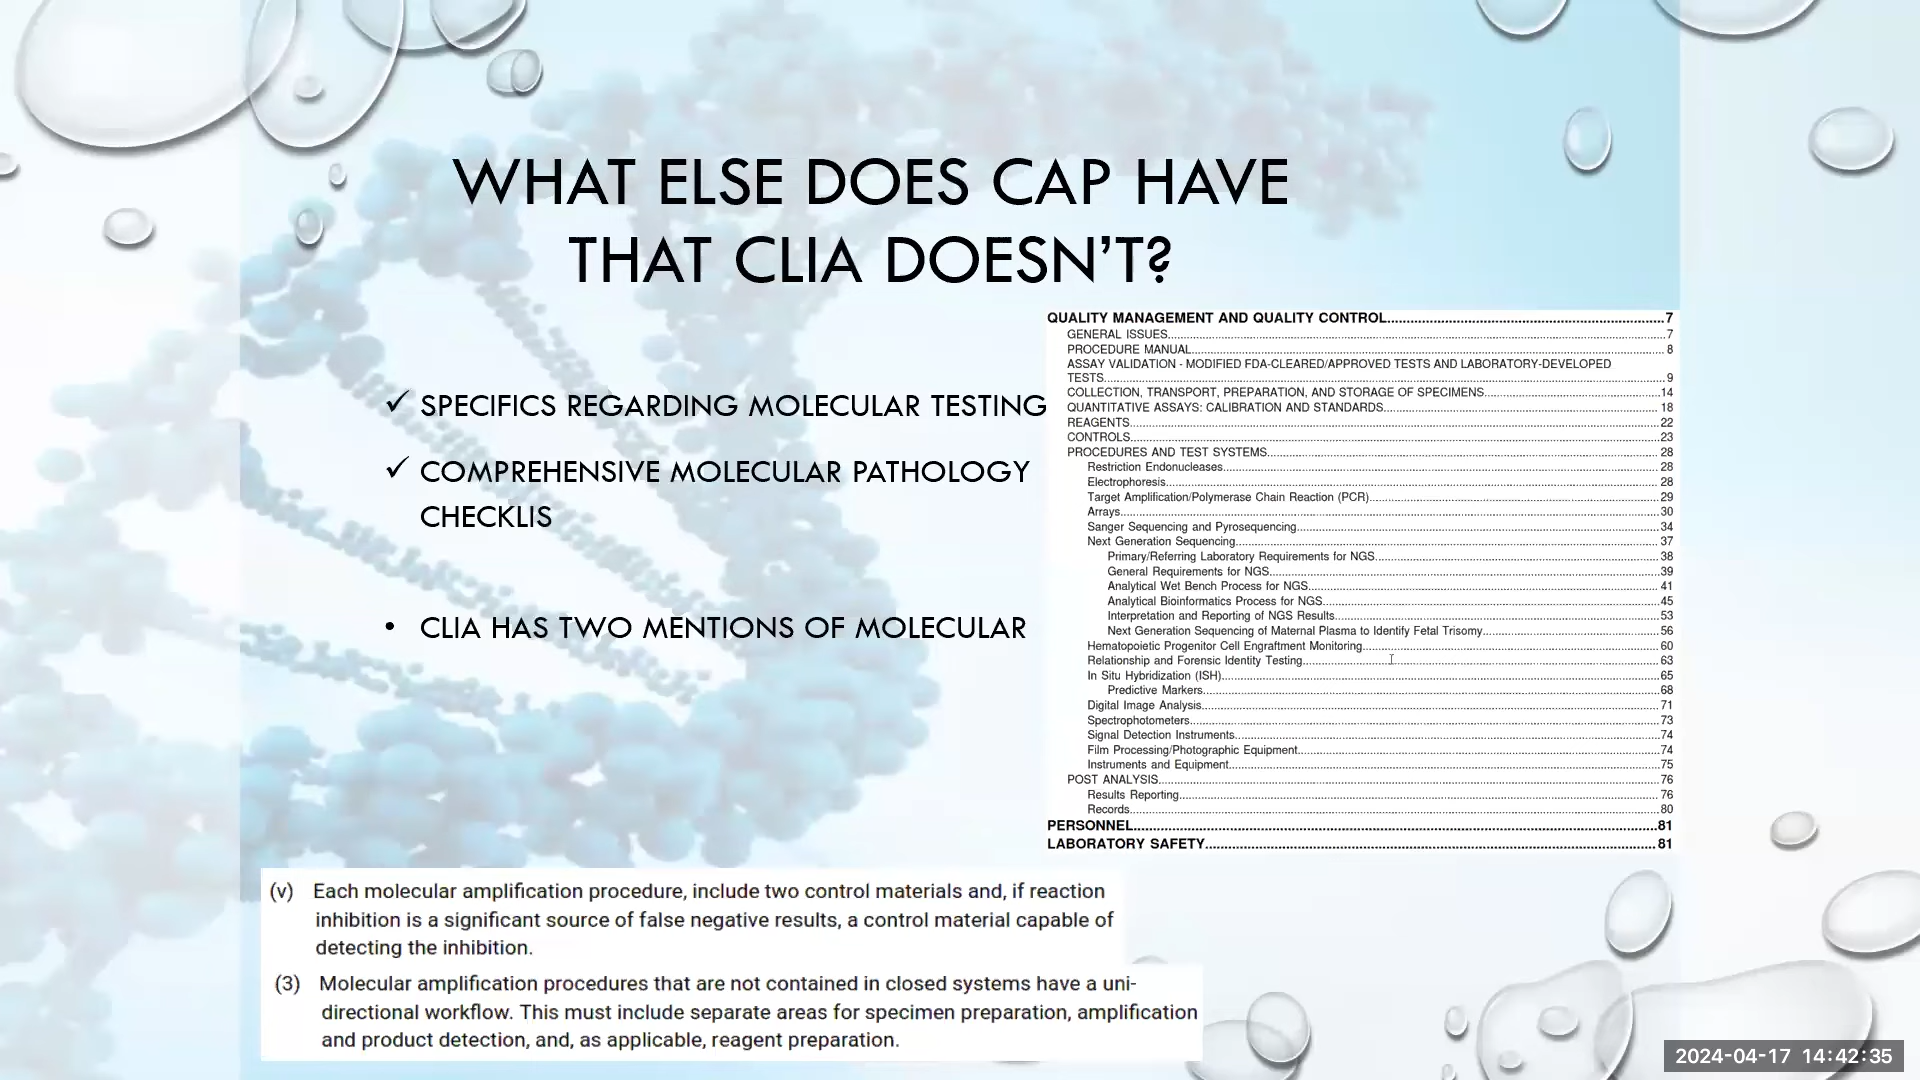 WHAT ELSE DOES CAP HAVE
THAT CLIA DOESN'T?
✓ SPECIFICS REGARDING MOLECULAR TESTING
✓ COMPREHENSIVE MOLECULAR PATHOLOGY
CHECKLIS
• CLIA HAS TWO MENTIONS OF MOLECULAR
QUALITY MANAGEMENT AND QUALITY CONTROL...7
GENERAL ISSUES...7
PROCEDURE MANUAL...8
ASSAY VALIDATION - MODIFIED FDA-CLEARED/APPROVED TESTS AND LABORATORY-DEVELOPED
TESTS...9
COLLECTION, TRANSPORT, PREPARATION, AND STORAGE OF SPECIMENS...14
QUANTITATIVE ASSAYS: CALIBRATION AND STANDARDS...18
REAGENTS...22
CONTROLS...23
PROCEDURES AND TEST SYSTEMS...28
Restriction Endonucleases...28
Electrophoresis...28
Target Amplification/Polymerase Chain Reaction (PCR)...29
Arrays...30
Sanger Sequencing and Pyrosequencing...34
Next Generation Sequencing...37
Primary/Referring Laboratory Requirements for NGS...38
General Requirements for NGS...39
Analytical Wet Bench Process for NGS...41
Analytical Bioinformatics Process for NGS...45
Interpretation and Reporting of NGS Results...53
Next Generation Sequencing of Maternal Plasma to Identify Fetal Trisomy...56
Hematopoietic Progenitor Cell Engraftment Monitoring...60
Relationship and Forensic Identity Testing...63
In Situ Hybridization (ISH)...65
Predictive Markers...68
Digital Image Analysis...71
Spectrophotometers...73
Signal Detection Instruments...74
Film Processing/Photographic Equipment...74
Instruments and Equipment...75
POST ANALYSIS...76
Results Reporting...76
Records...80
PERSONNEL...81
LABORATORY SAFETY...81
(v) Each molecular amplification procedure, include two control materials and, if reaction
inhibition is a significant source of false negative results, a control material capable of
detecting the inhibition.
(3) Molecular amplification procedures that are not contained in closed systems have a uni-
directional workflow. This must include separate areas for specimen preparation, amplification
and product detection, and, as applicable, reagent preparation.
2024-04-17 14:42:35